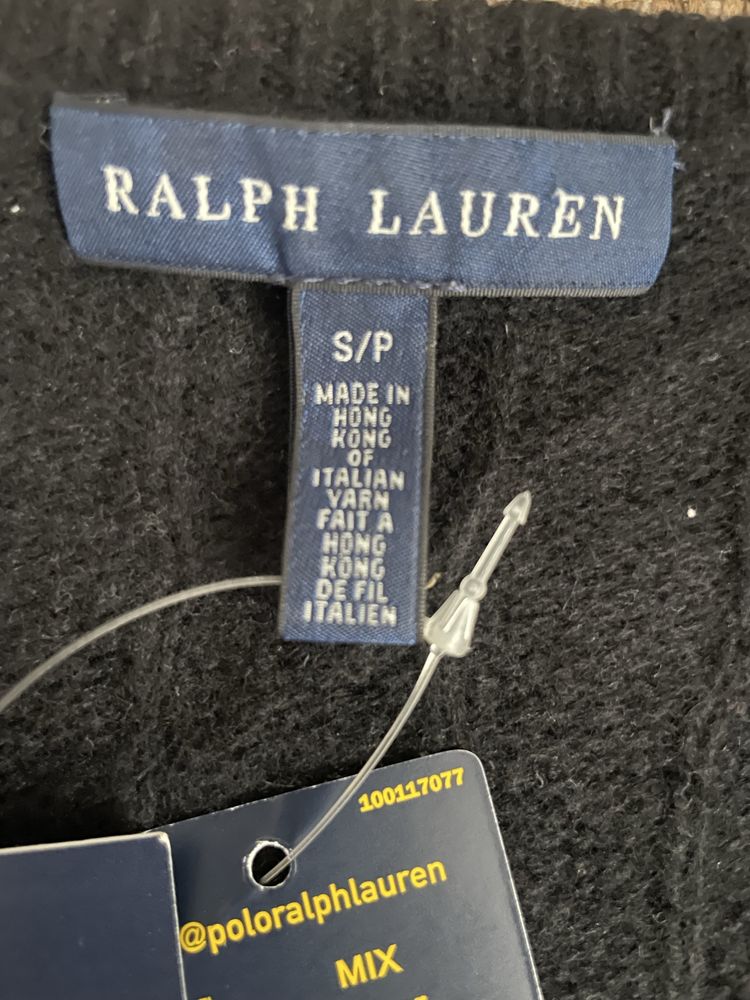 RALPH LAUREN
S/P
MADE IN
HONG
KONG
OF
ITALIAN
YARN
FAIT A
HONG
KONG
DE FIL
ITALIEN
100117077
@poloralphlauren
MIX